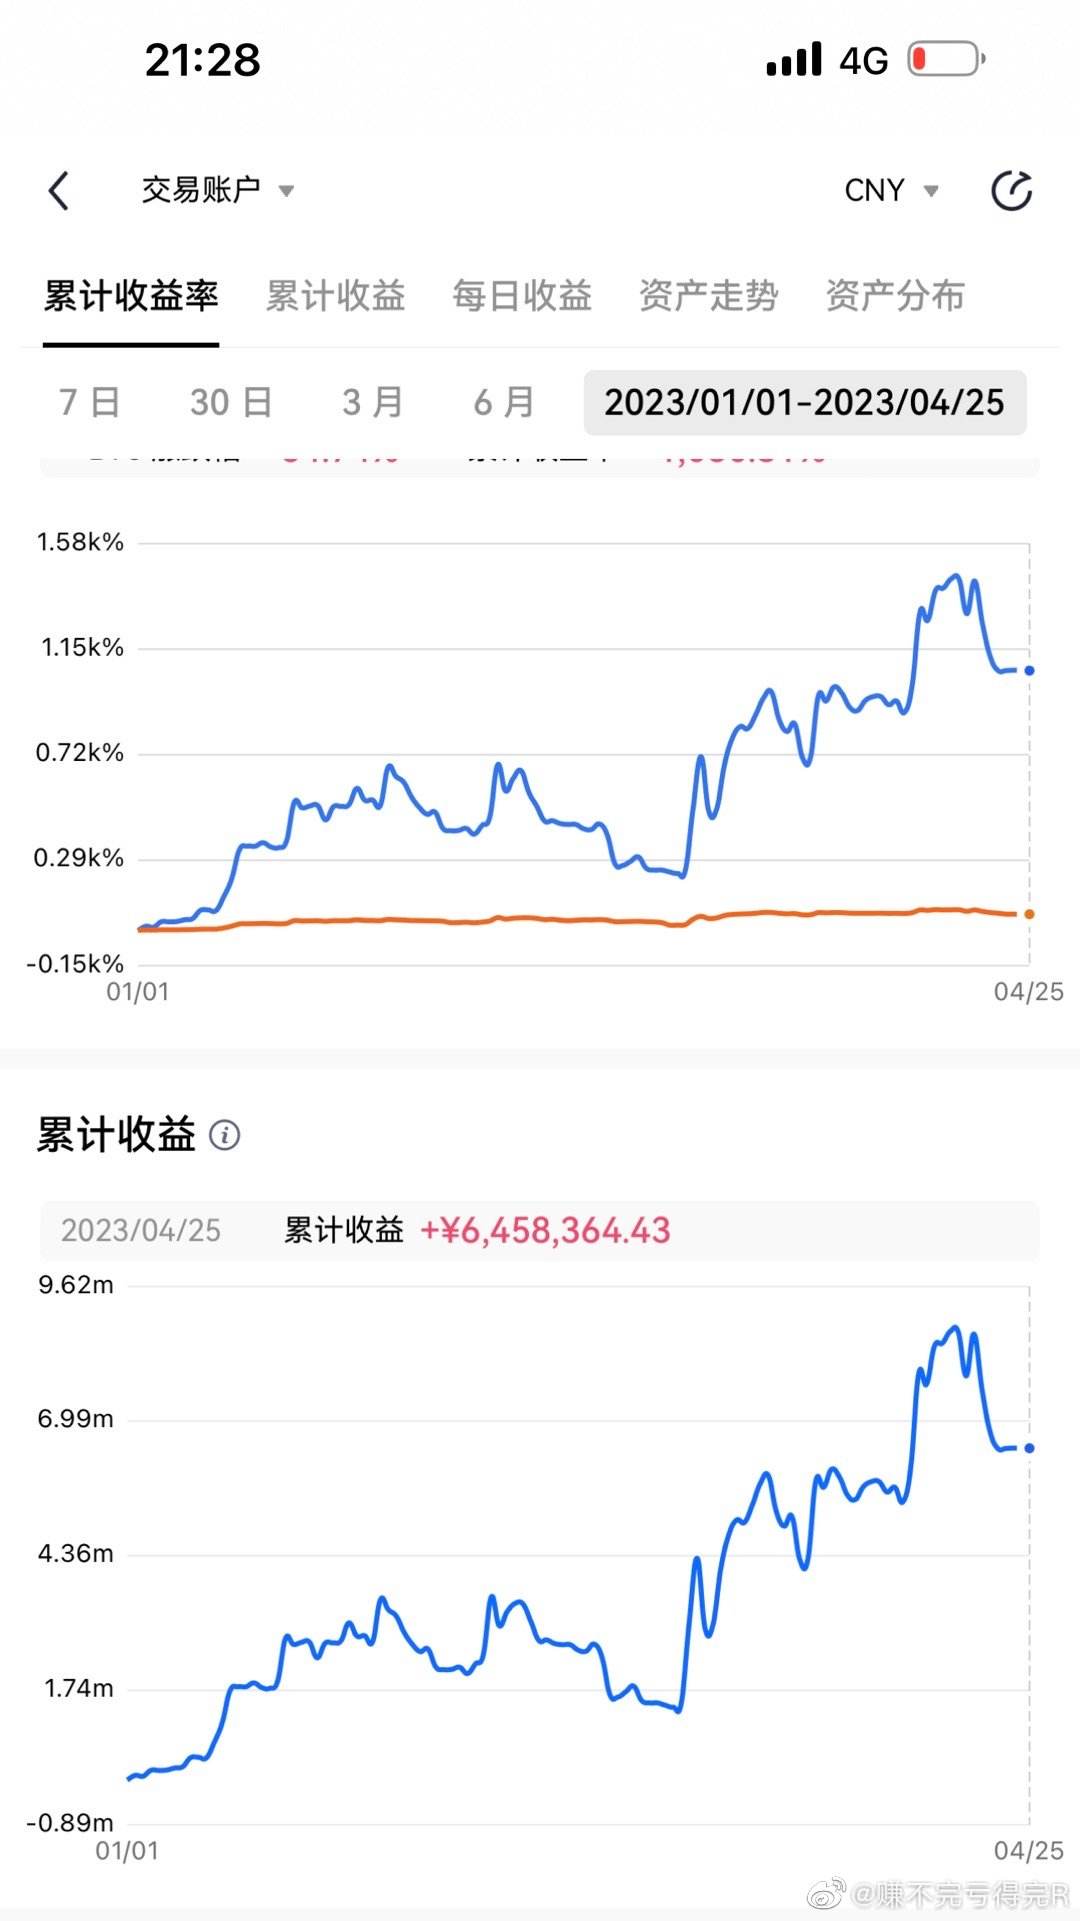 21:28 4G
交易账户 CNY
累计收益率 累计收益 每日收益 资产走势 资产分布
7 日 30 日 3 月 6 月 2023/01/01-2023/04/25
1.58k%
1.15k%
0.72k%
0.29k%
-0.15k%
01/01 04/25
累计收益
2023/04/25 累计收益 +¥6,458,364.43
9.62m
6.99m
4.36m
1.74m
-0.89m
01/01 04/25
@赚不完亏得完R